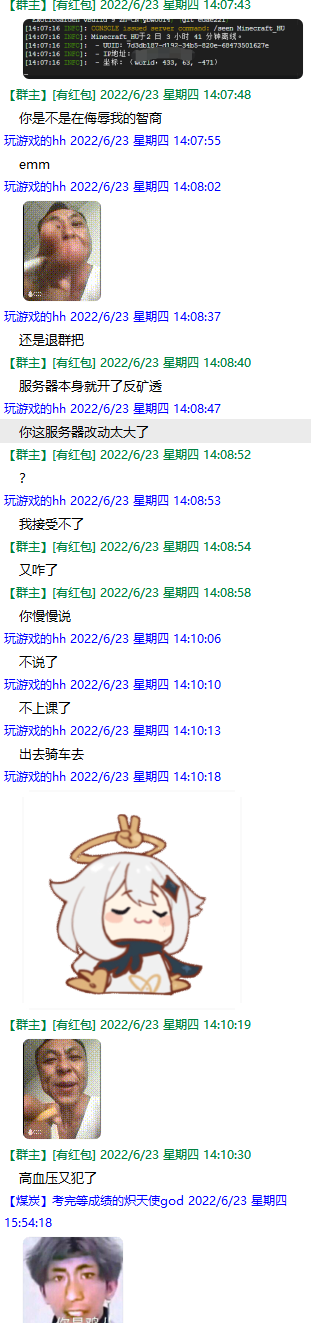 【群主】[有红包] 2022/6/23 星期四 14:07:43
[14:07:16 INFO]: CONSOLE issued server command: /seen Minecraft_HO
[14:07:16 INFO]: Minecraft_HO于2 日 3 小时 41 分钟离线。
[14:07:16 INFO]: - UUID: 7d3db187-d192-34b5-820e-68473501627e
[14:07:16 INFO]: - IP地址:
[14:07:16 INFO]: - 坐标: (world, 433, 63, -471)
【群主】[有红包] 2022/6/23 星期四 14:07:48
你是不是在侮辱我的智商
玩游戏的hh 2022/6/23 星期四 14:07:55
emm
玩游戏的hh 2022/6/23 星期四 14:08:02
玩游戏的hh 2022/6/23 星期四 14:08:37
还是退群把
【群主】[有红包] 2022/6/23 星期四 14:08:40
服务器本身就开了反矿透
玩游戏的hh 2022/6/23 星期四 14:08:47
你这服务器改动太大了
【群主】[有红包] 2022/6/23 星期四 14:08:52
?
玩游戏的hh 2022/6/23 星期四 14:08:53
我接受不了
【群主】[有红包] 2022/6/23 星期四 14:08:54
又咋了
【群主】[有红包] 2022/6/23 星期四 14:08:58
你慢慢说
玩游戏的hh 2022/6/23 星期四 14:10:06
不说了
玩游戏的hh 2022/6/23 星期四 14:10:10
不上课了
玩游戏的hh 2022/6/23 星期四 14:10:13
出去骑车去
玩游戏的hh 2022/6/23 星期四 14:10:18
【群主】[有红包] 2022/6/23 星期四 14:10:19
【群主】[有红包] 2022/6/23 星期四 14:10:30
高血压又犯了
【煤炭】考完等成绩的炽天使god 2022/6/23 星期四
15:54:18